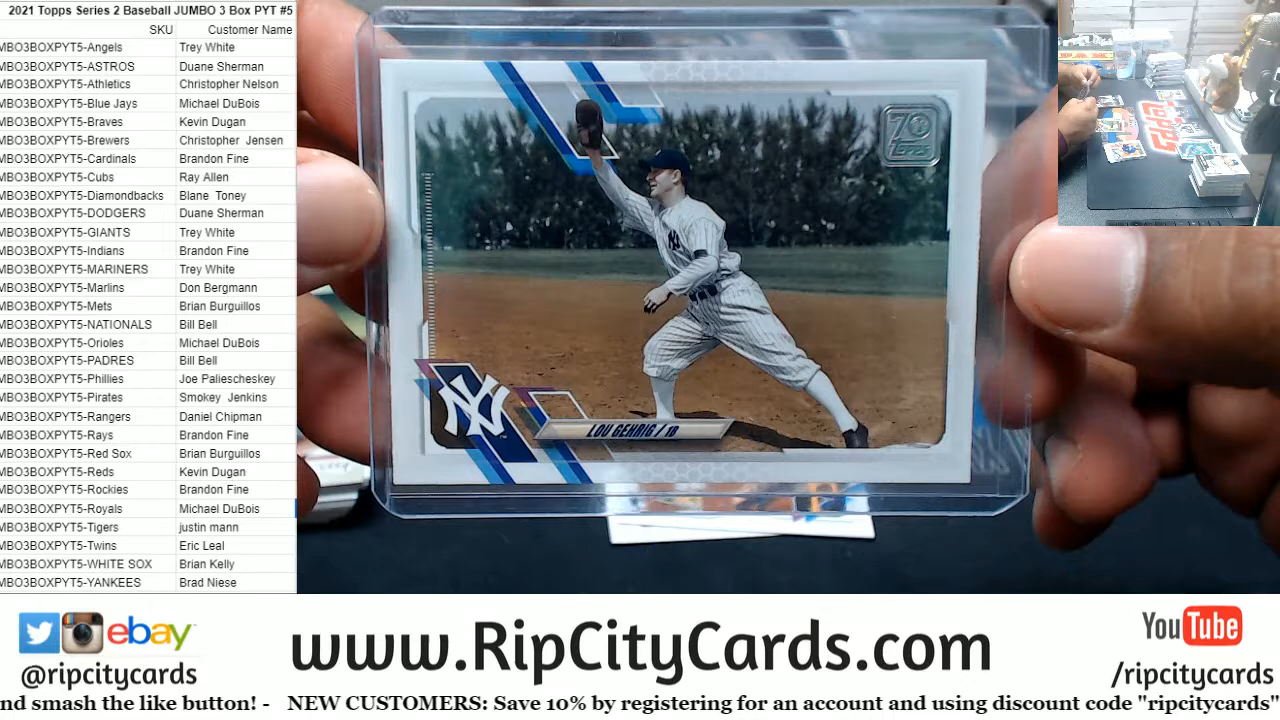 2021 Topps Series 2 Baseball JUMBO 3 Box PYT #5
SKU Customer Name
MBO3BOXPYT5-Angels Trey White
MBO3BOXPYT5-ASTROS Duane Sherman
MBO3BOXPYT5-Athletics Christopher Nelson
MBO3BOXPYT5-Blue Jays Michael DuBois
MBO3BOXPYT5-Braves Kevin Dugan
MBO3BOXPYT5-Brewers Christopher Jensen
MBO3BOXPYT5-Cardinals Brandon Fine
MBO3BOXPYT5-Cubs Ray Allen
MBO3BOXPYT5-Diamondbacks Blane Toney
MBO3BOXPYT5-DODGERS Duane Sherman
MBO3BOXPYT5-GIANTS Trey White
MBO3BOXPYT5-Indians Brandon Fine
MBO3BOXPYT5-MARINERS Trey White
MBO3BOXPYT5-Marlins Don Bergmann
MBO3BOXPYT5-Mets Brian Burguillos
MBO3BOXPYT5-NATIONALS Bill Bell
MBO3BOXPYT5-Orioles Michael DuBois
MBO3BOXPYT5-PADRES Bill Bell
MBO3BOXPYT5-Phillies Joe Paliescheskey
MBO3BOXPYT5-Pirates Smokey Jenkins
MBO3BOXPYT5-Rangers Daniel Chipman
MBO3BOXPYT5-Rays Brandon Fine
MBO3BOXPYT5-Red Sox Brian Burguillos
MBO3BOXPYT5-Reds Kevin Dugan
MBO3BOXPYT5-Rockies Brandon Fine
MBO3BOXPYT5-Royals Michael DuBois
MBO3BOXPYT5-Tigers justin mann
MBO3BOXPYT5-Twins Eric Leal
MBO3BOXPYT5-WHITE SOX Brian Kelly
MBO3BOXPYT5-YANKEES Brad Niese
70
TOPPS
NY
LOU GEHRIG / 1B
TOPPS
ebay
@ripcitycards
www.RipCityCards.com
YouTube
/ripcitycards
nd smash the like button! - NEW CUSTOMERS: Save 10% by registering for an account and using discount code "ripcitycards"